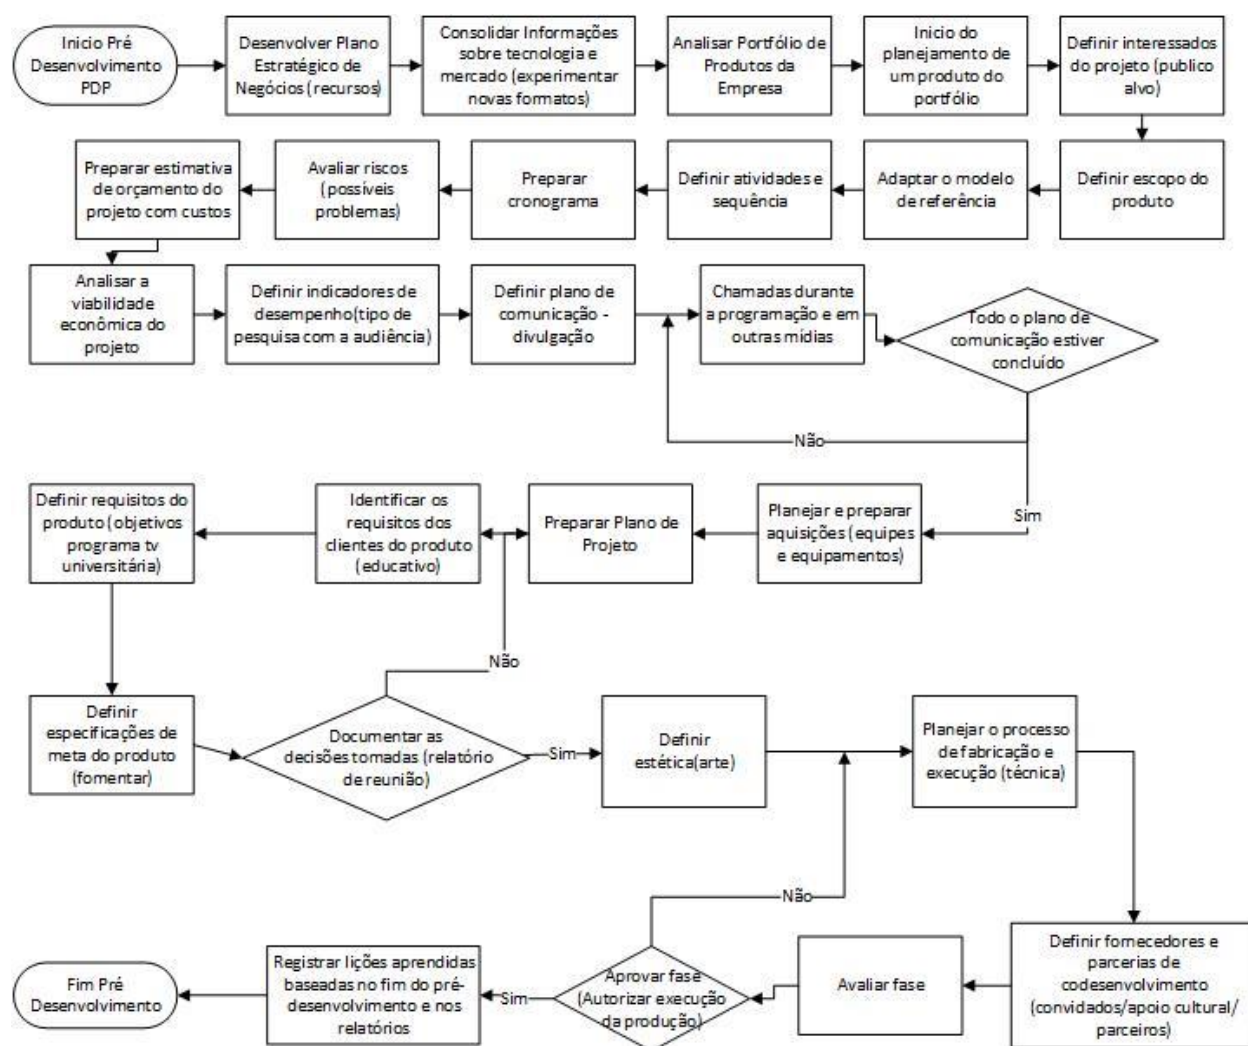 Inicio Pré
Desenvolvimento
PDP
Desenvolver Plano
Estratégico de
Negócios (recursos)
Consolidar Informações
sobre tecnologia e
mercado (experimentar
novas formatos)
Analisar Portfólio de
Produtos da
Empresa
Inicio do
planejamento de
um produto do
portfólio
Definir interessados
do projeto (publico
alvo)
Preparar estimativa
de orçamento do
projeto com custos
Avaliar riscos
(possíveis
problemas)
Preparar
cronograma
Definir atividades e
sequência
Adaptar o modelo
de referência
Definir escopo do
produto
Analisar a
viabilidade
econômica do
projeto
Definir indicadores de
desempenho(tipo de
pesquisa com a audiência)
Definir plano de
comunicação -
divulgação
Chamadas durante
a programação e em
outras mídias
Todo o plano de
comunicação estiver
concluído
Não
Sim
Definir requisitos do
produto (objetivos
programa tv
universitária)
Identificar os
requisitos dos
clientes do produto
(educativo)
Preparar Plano de
Projeto
Planejar e preparar
aquisições (equipes
e equipamentos)
Não
Definir
especificações de
meta do produto
(fomentar)
Documentar as
decisões tomadas (relatório
de reunião)
Sim
Definir
estética(arte)
Planejar o processo
de fabricação e
execução (técnica)
Não
Fim Pré
Desenvolvimento
Registrar lições aprendidas
baseadas no fim do pré-
desenvolvimento e nos
relatórios
Sim
Aprovar fase
(Autorizar execução
da produção)
Avaliar fase
Definir fornecedores e
parcerias de
codesenvolvimento
(convidados/apoio cultural/
parceiros)